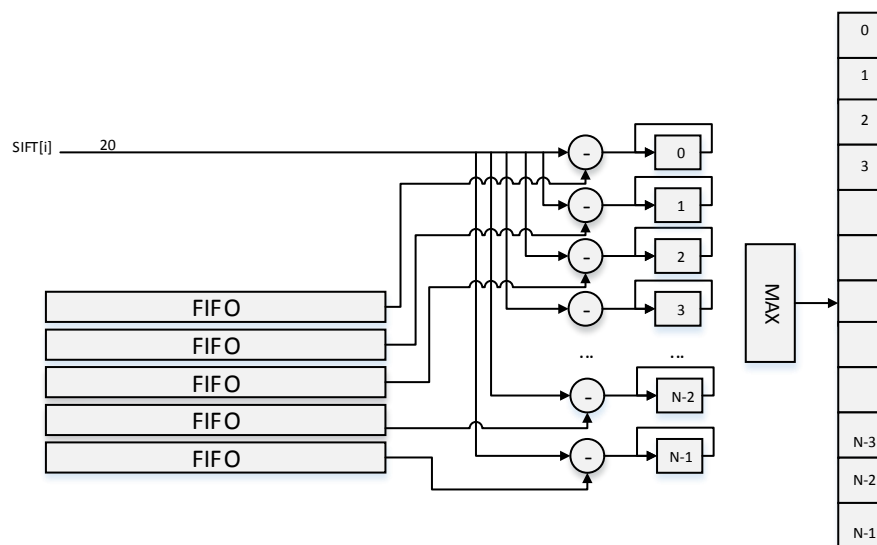 SIFT[i]
20
-
0
-
1
-
2
-
3
...
...
-
N-2
-
N-1
FIFO
FIFO
FIFO
FIFO
FIFO
MAX
0
1
2
3
N-3
N-2
N-1